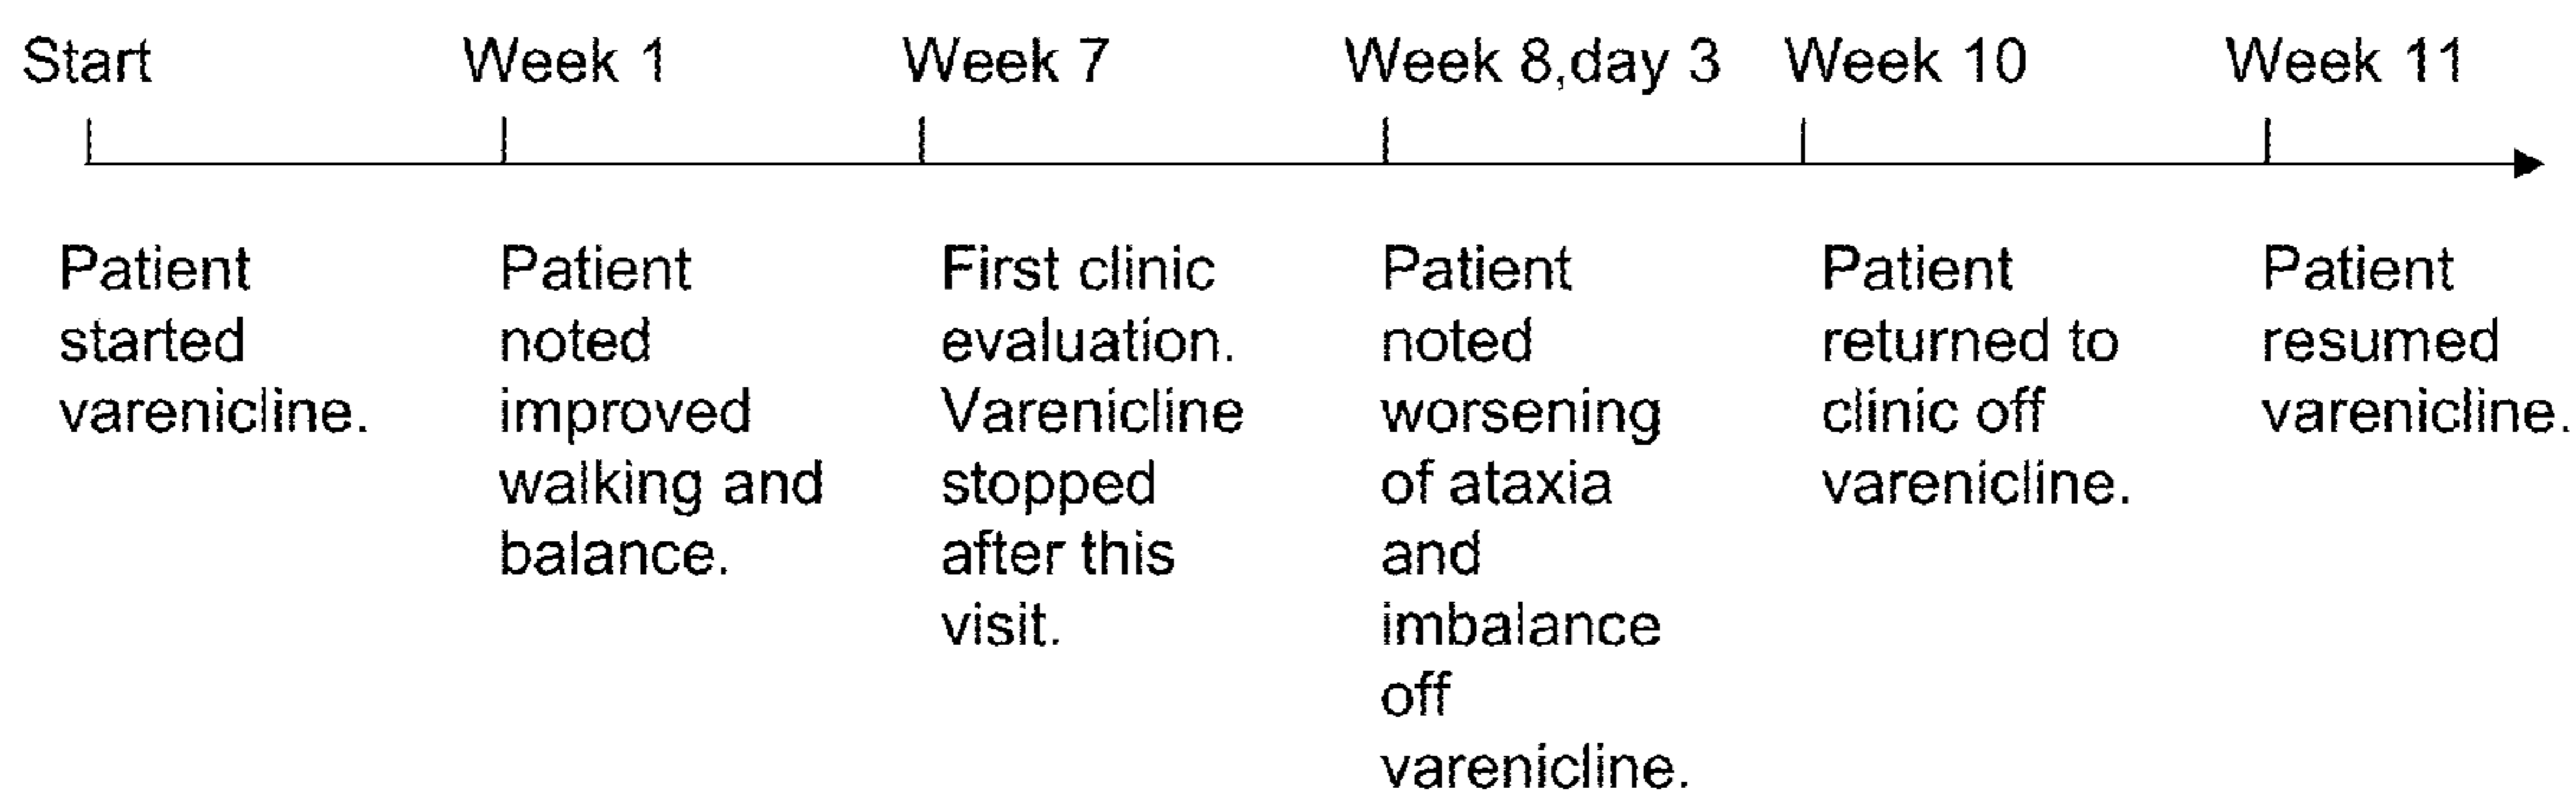 Start
Week 1
Week 7
Week 8,day 3
Week 10
Week 11
Patient
started
varenicline.
Patient
noted
improved
walking and
balance.
First clinic
evaluation.
Varenicline
stopped
after this
visit.
Patient
noted
worsening
of ataxia
and
imbalance
off
varenicline.
Patient
returned to
clinic off
varenicline.
Patient
resumed
varenicline.